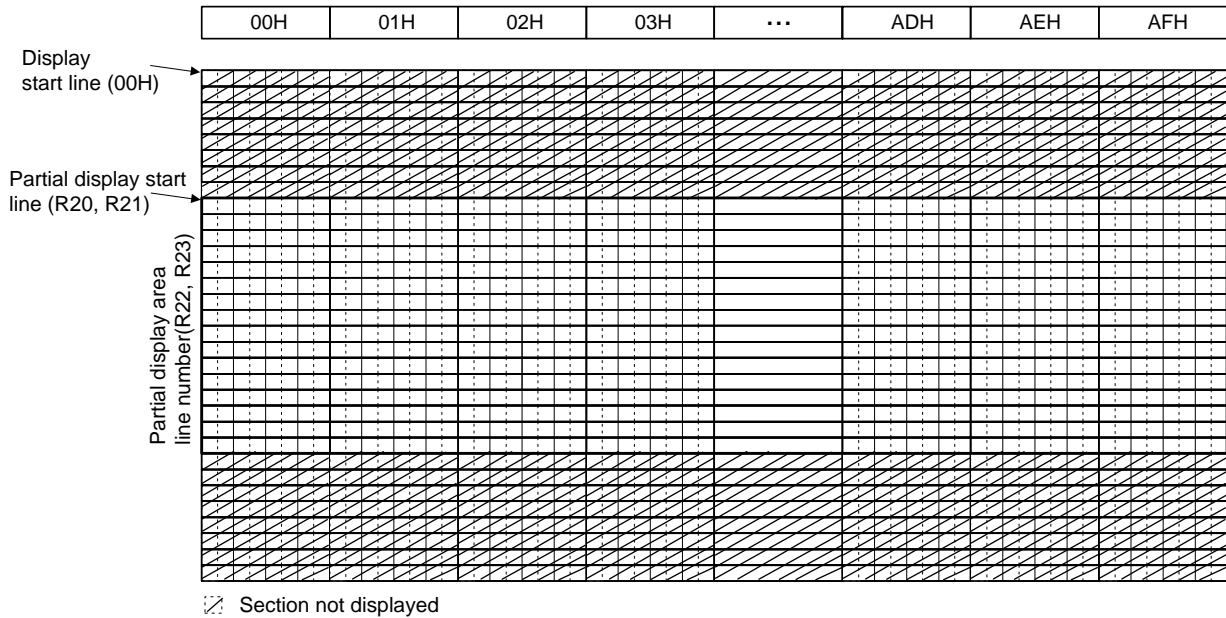 00H 01H 02H 03H ... ADH AEH AFH
Display
start line (00H)
Partial display start
line (R20, R21)
Partial display area
line number(R22, R23)
Section not displayed